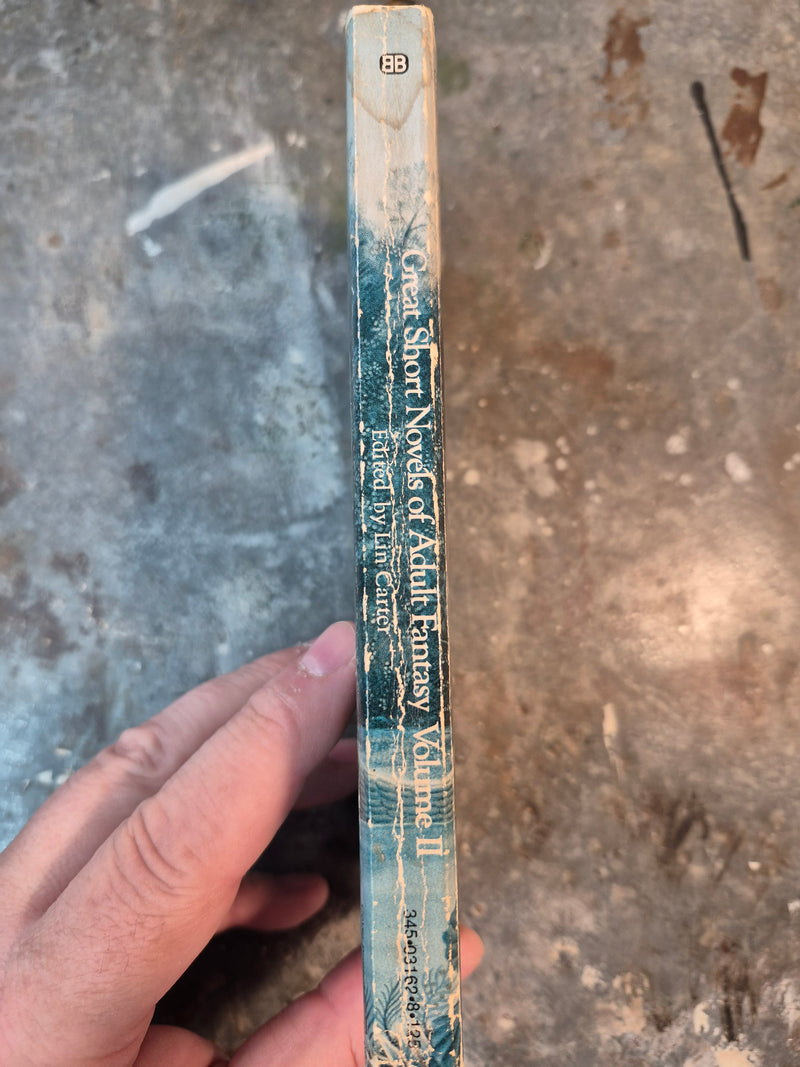 BB
Great Short Novels of Adult Fantasy Volume II
Edited by Lin Carter
345•03162•8•125